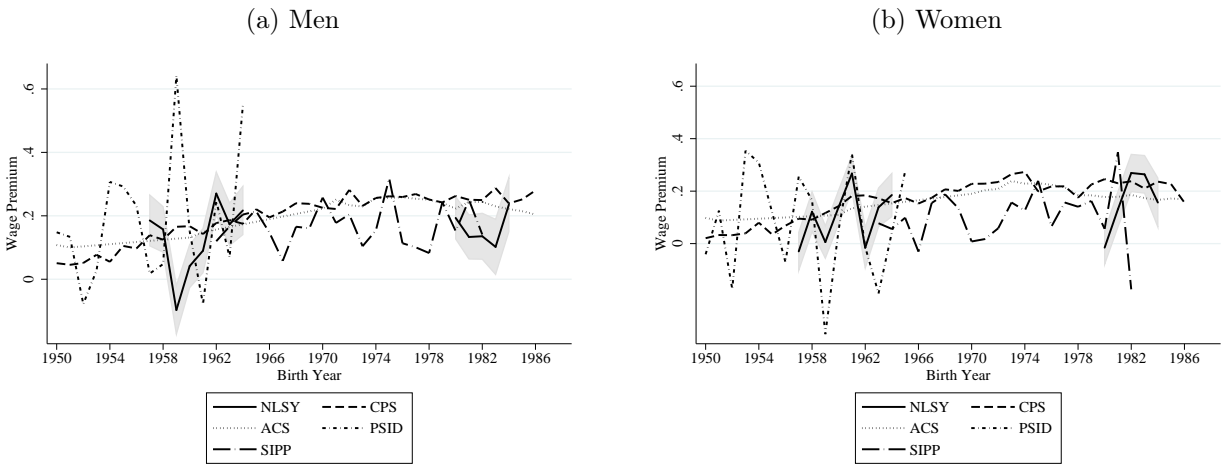 (a) Men
Wage Premium
.6
.4
.2
0
1950 1954 1958 1962 1966 1970 1974 1978 1982 1986
Birth Year
NLSY CPS
ACS PSID
SIPP
(b) Women
Wage Premium
.6
.4
.2
0
1950 1954 1958 1962 1966 1970 1974 1978 1982 1986
Birth Year
NLSY CPS
ACS PSID
SIPP